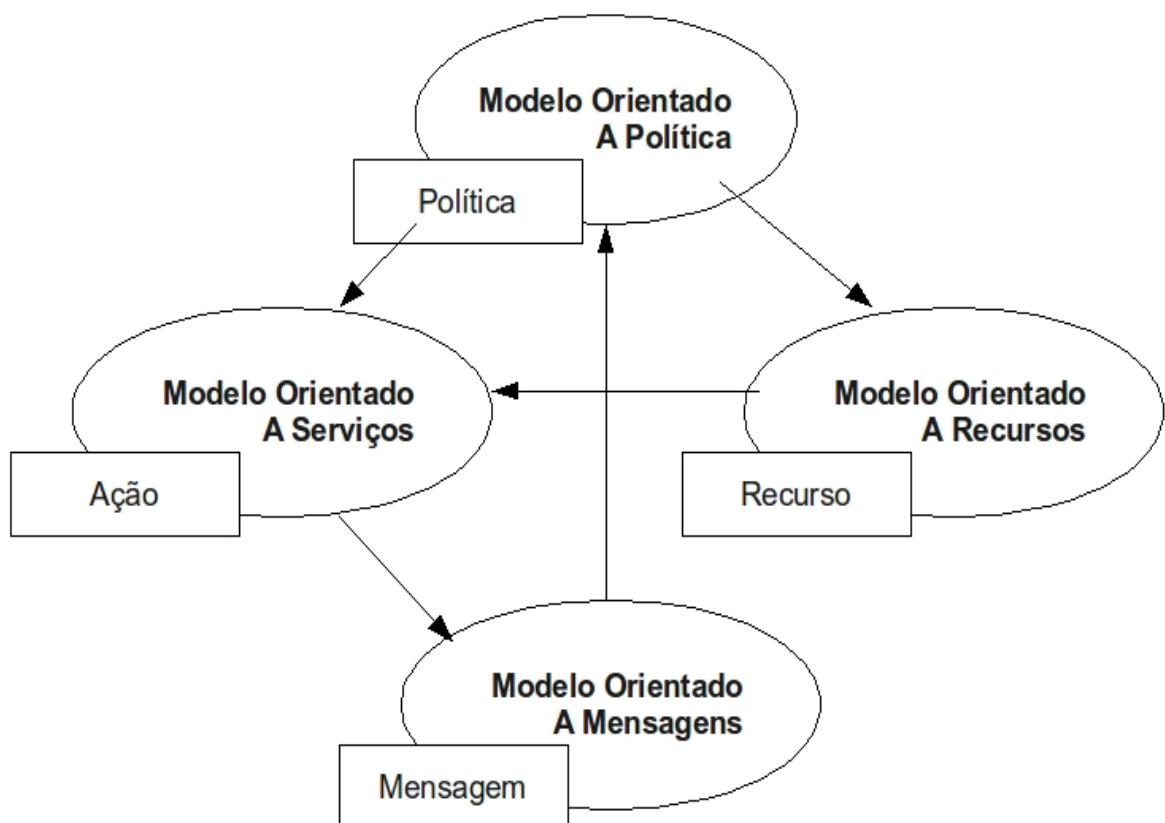 Modelo Orientado
A Política
Política
Modelo Orientado
A Serviços
Ação
Modelo Orientado
A Recursos
Recurso
Modelo Orientado
A Mensagens
Mensagem